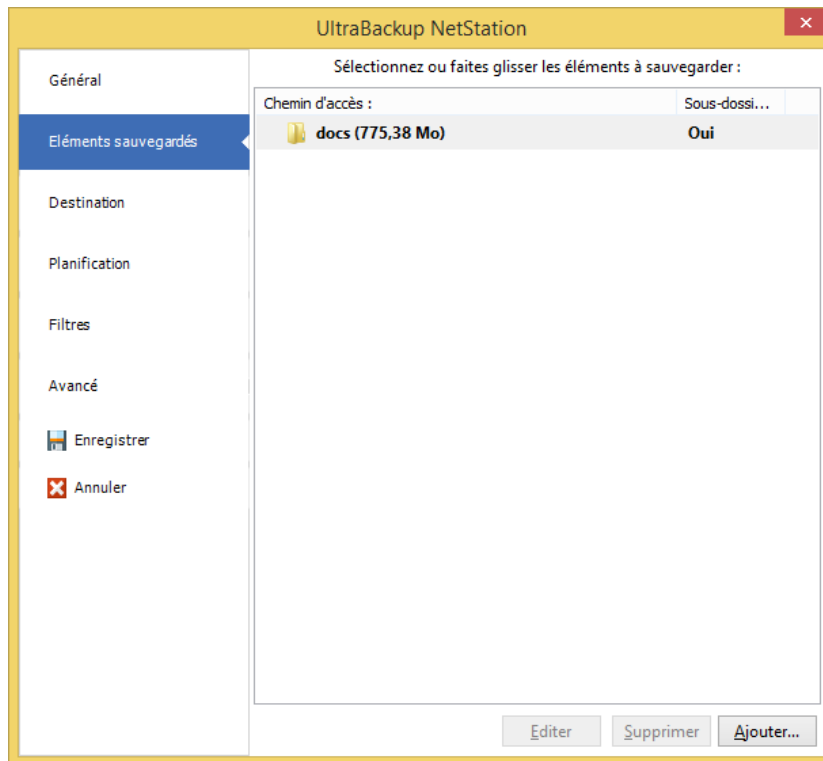 UltraBackup NetStation
Général
Eléments sauvegardés
Destination
Planification
Filtres
Avancé
Enregistrer
Annuler
Sélectionnez ou faites glisser les éléments à sauvegarder :
Chemin d'accès : Sous-dossi...
docs (775,38 Mo) Oui
Editer Supprimer Ajouter...